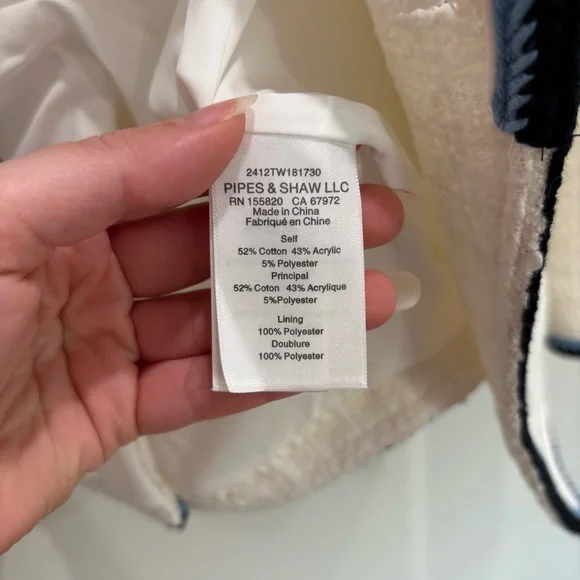 2412TW181730
PIPES & SHAW LLC
RN 155820 CA 67972
Made in China
Fabriqué en Chine
Self
52% Cotton 43% Acrylic
5% Polyester
Principal
52% Coton 43% Acrylique
5%Polyester
Lining
100% Polyester
Doublure
100% Polyester